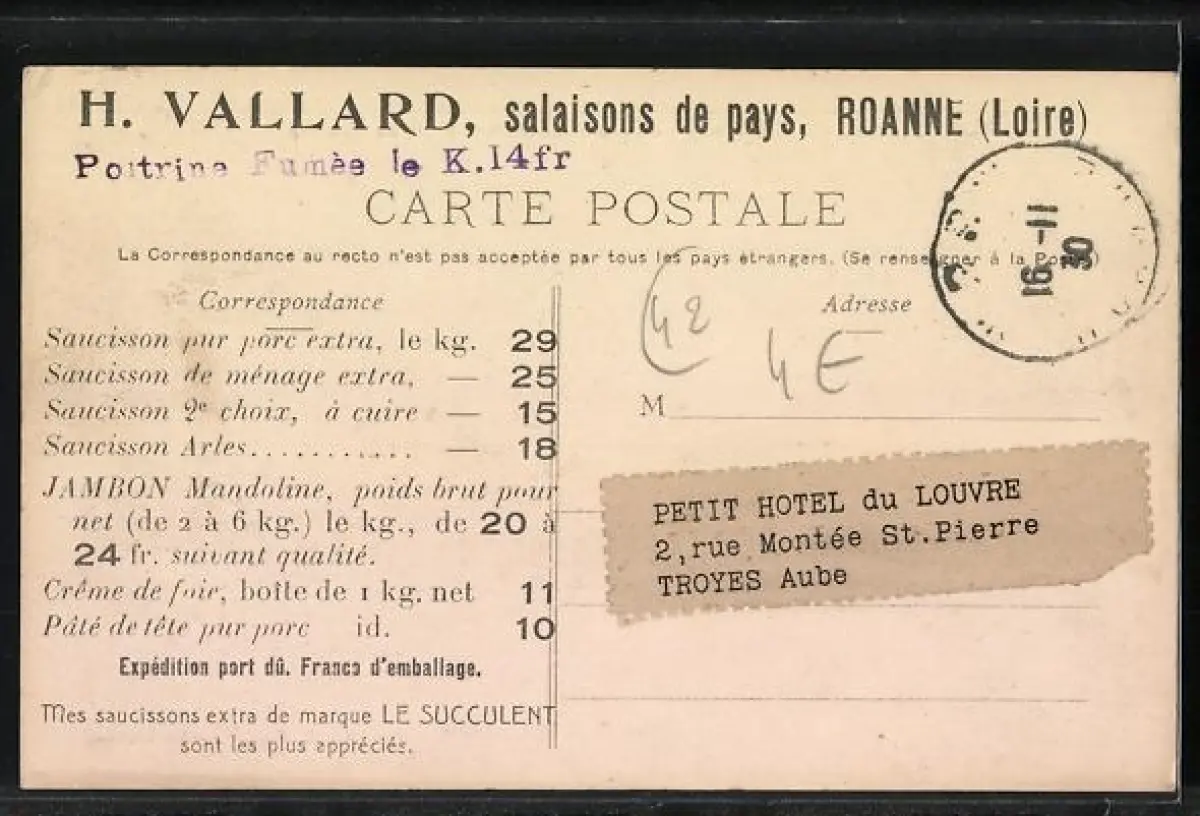 H. VALLARD, salaisons de pays, ROANNE (Loire)
Poitrine Fumée le K.14fr
CARTE POSTALE
La Correspondance au recto n'est pas acceptée par tous les pays étrangers. (Se renseigner à la Poste)
Correspondance
Saucisson pur porc extra, le kg. 29
Saucisson de ménage extra, — 25
Saucisson 2e choix, à cuire — 15
Saucisson Arles............ — 18
JAMBON Mandoline, poids brut pour
net (de 2 à 6 kg.) le kg., de 20 à
24 fr. suivant qualité.
Crême de foie, boîte de 1 kg. net 11
Pâté de tête pur porc id. 10
Expédition port dû. Franco d'emballage.
Mes saucissons extra de marque LE SUCCULENT
sont les plus appréciés.
16 - 11
30
42
4E
Adresse
M
PETIT HOTEL du LOUVRE
2,rue Montée St.Pierre
TROYES Aube